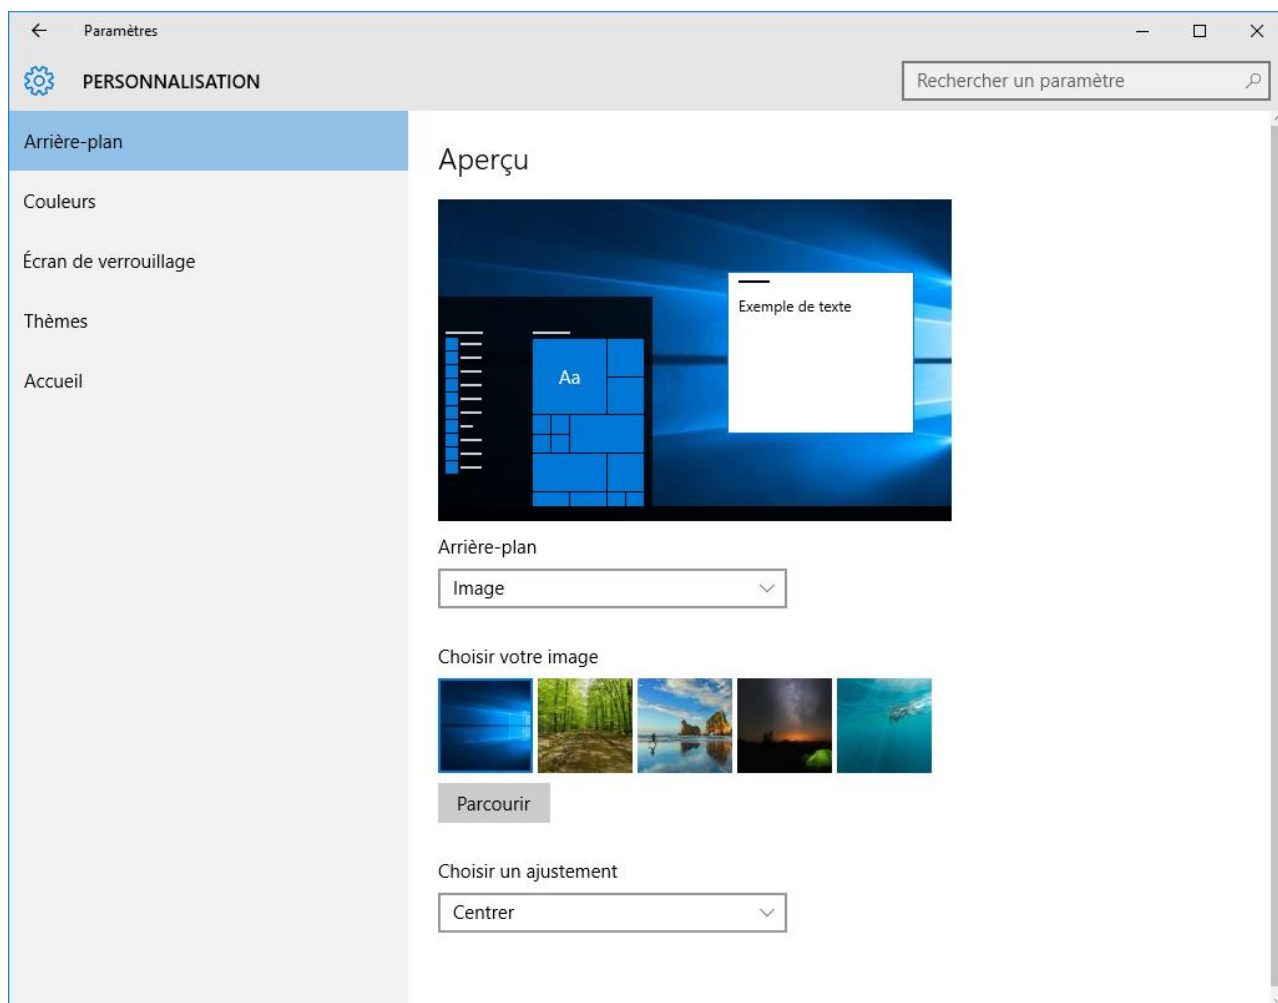 Paramètres
PERSONNALISATION
Rechercher un paramètre
Arrière-plan
Couleurs
Écran de verrouillage
Thèmes
Accueil
Aperçu
Exemple de texte
Aa
Arrière-plan
Image
Choisir votre image
Parcourir
Choisir un ajustement
Centrer